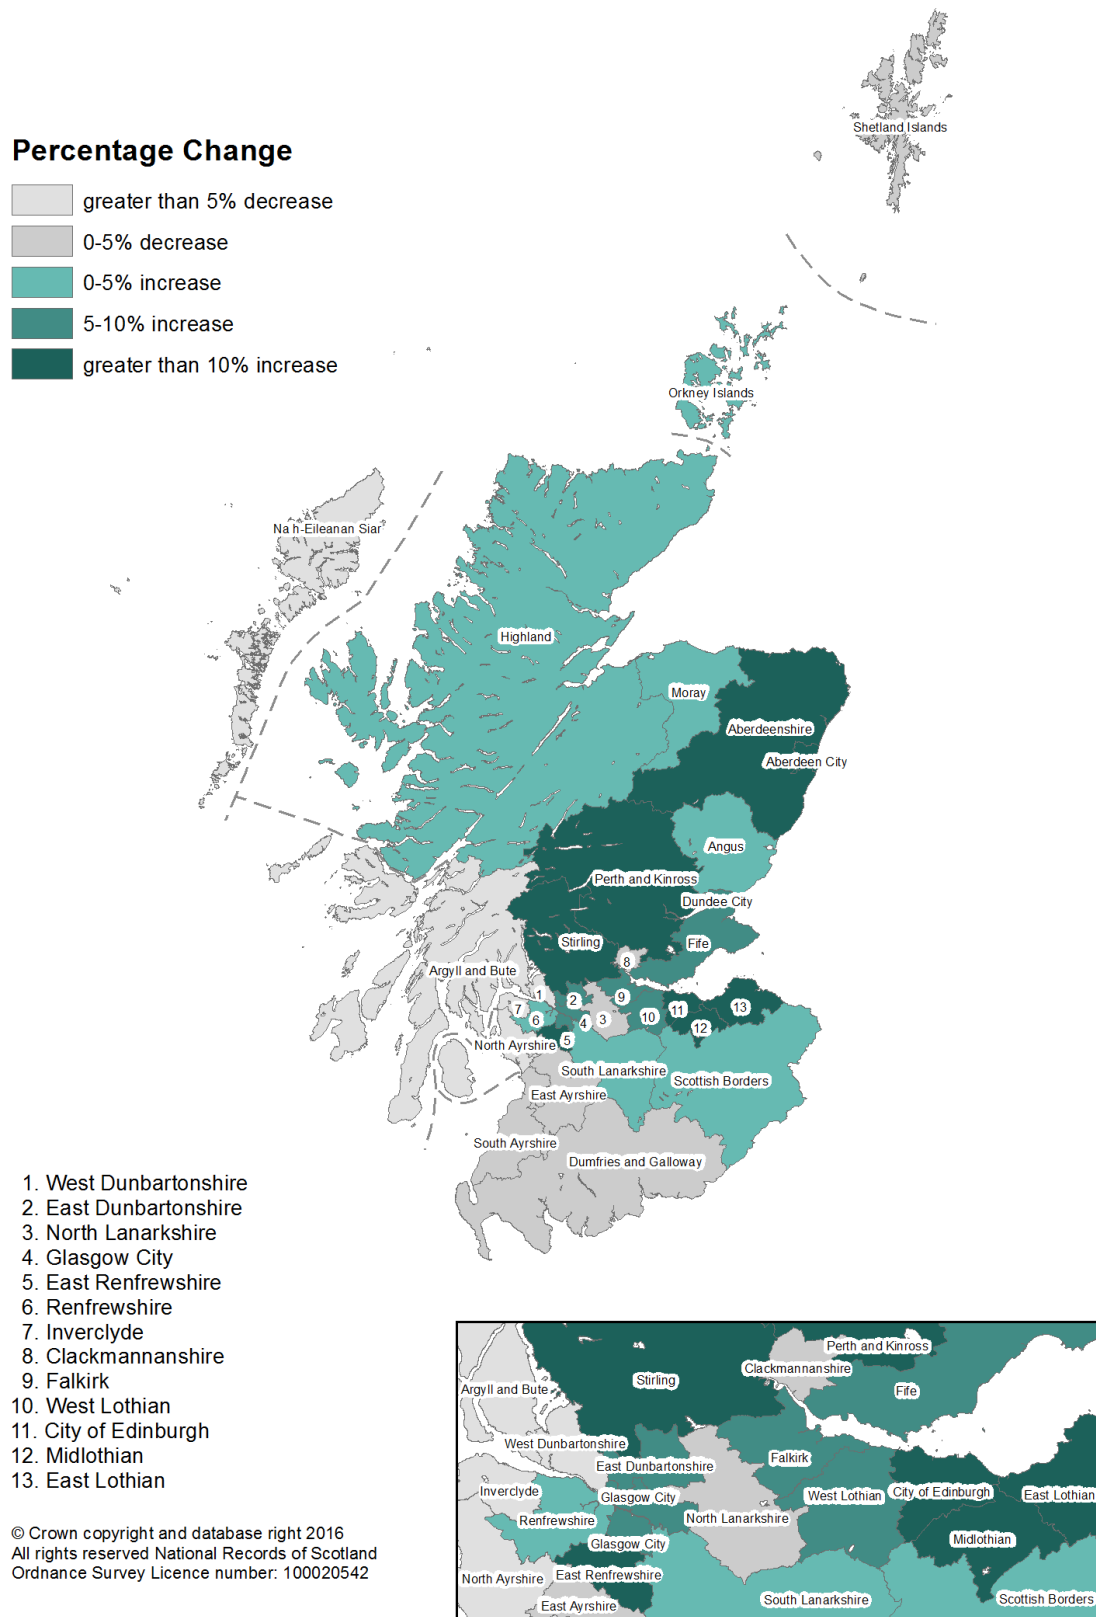 Shetland Islands
Percentage Change
greater than 5% decrease
0-5% decrease
0-5% increase
5-10% increase
greater than 10% increase
Orkney Islands
Na h-Eileanan Siar
Highland
Moray
Aberdeenshire
Aberdeen City
Angus
Perth and Kinross
Dundee City
Stirling
Fife
8
Argyll and Bute
1
2
9
7
6
4
3
10
11
13
12
5
North Ayrshire
South Lanarkshire
Scottish Borders
East Ayrshire
South Ayrshire
Dumfries and Galloway
1. West Dunbartonshire
2. East Dunbartonshire
3. North Lanarkshire
4. Glasgow City
5. East Renfrewshire
6. Renfrewshire
7. Inverclyde
8. Clackmannanshire
9. Falkirk
10. West Lothian
11. City of Edinburgh
12. Midlothian
13. East Lothian
© Crown copyright and database right 2016
All rights reserved National Records of Scotland
Ordnance Survey Licence number: 100020542
Perth and Kinross
Clackmannanshire
Stirling
Argyll and Bute
Fife
West Dunbartonshire
East Dunbartonshire
Falkirk
Inverclyde
Glasgow City
West Lothian
City of Edinburgh
East Lothian
Renfrewshire
North Lanarkshire
Glasgow City
Midlothian
North Ayrshire
East Renfrewshire
East Ayrshire
South Lanarkshire
Scottish Borders